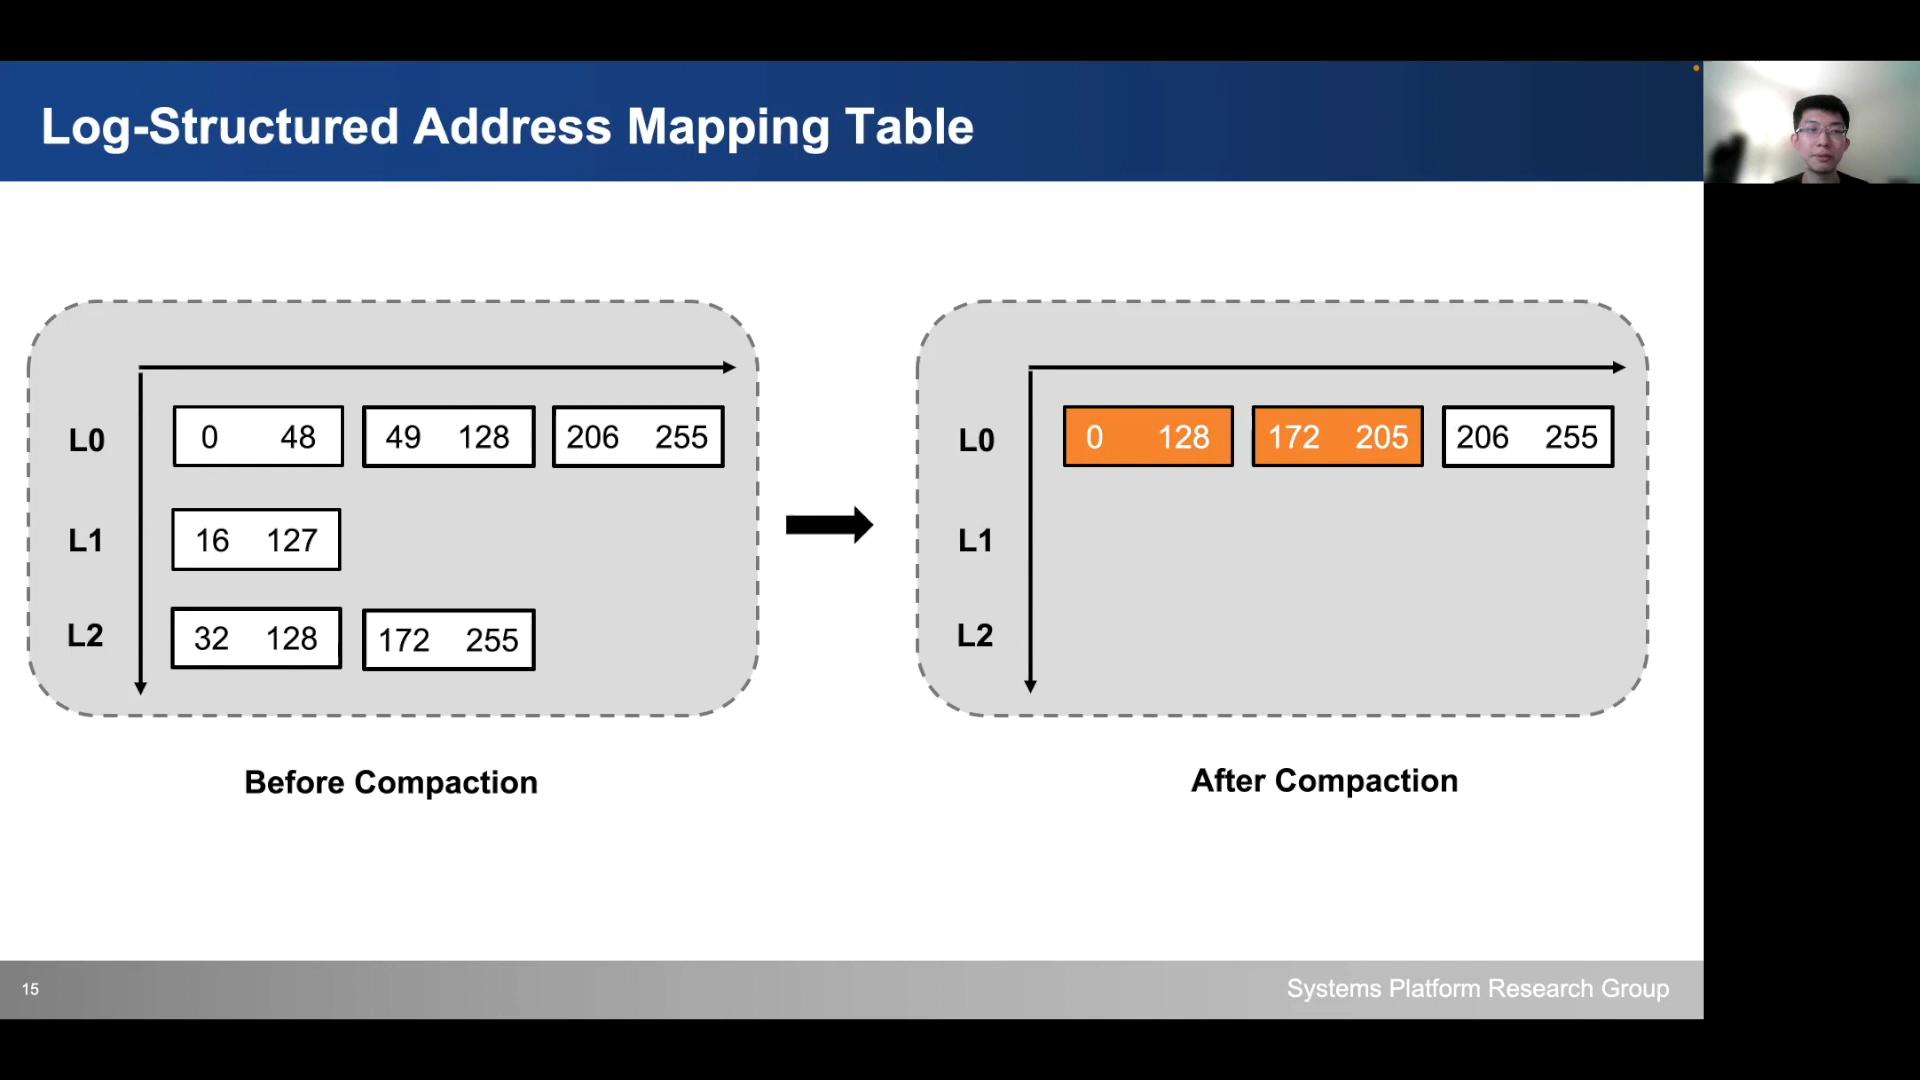 Log-Structured Address Mapping Table
L0 0 48 49 128 206 255
L1 16 127
L2 32 128 172 255
Before Compaction
L0 0 128 172 205 206 255
L1
L2
After Compaction
15
Systems Platform Research Group